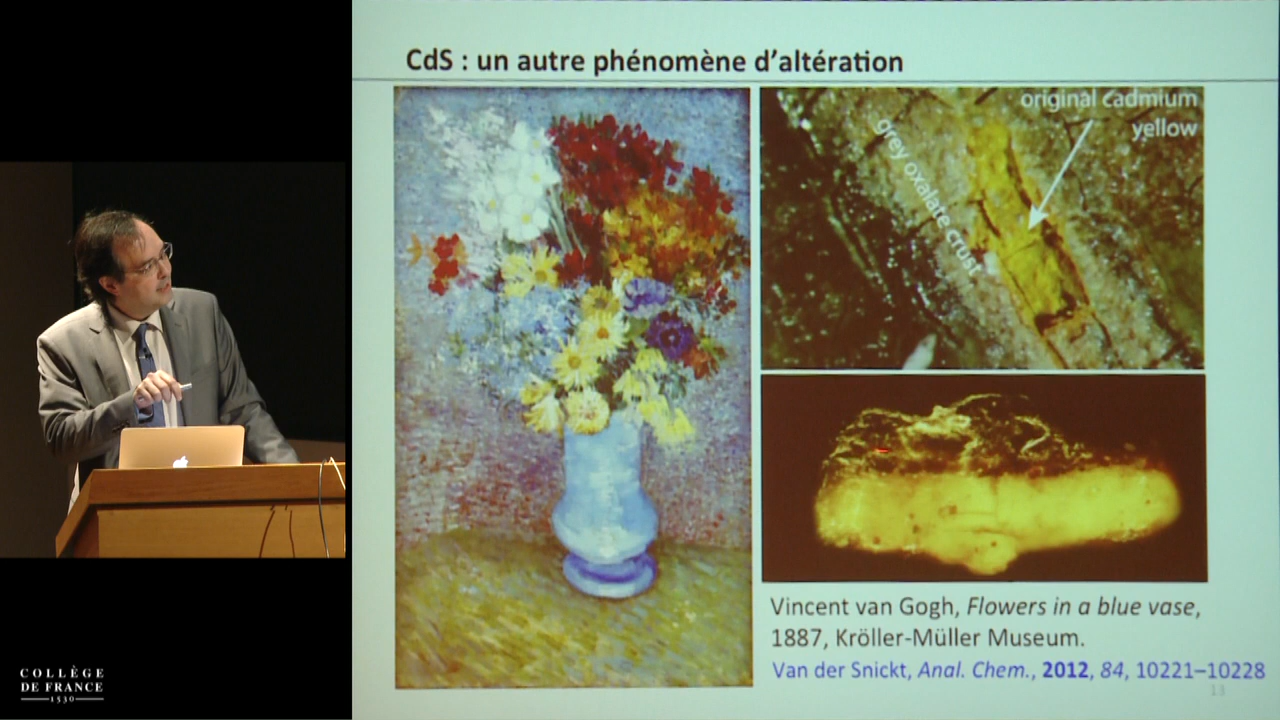 CdS : un autre phénomène d'altération
original cadmium
yellow
grey oxalate crust
Vincent van Gogh, Flowers in a blue vase,
1887, Kröller-Müller Museum.
Van der Snickt, Anal. Chem., 2012, 84, 10221–10228
13
COLLÈGE
DE FRANCE
1530